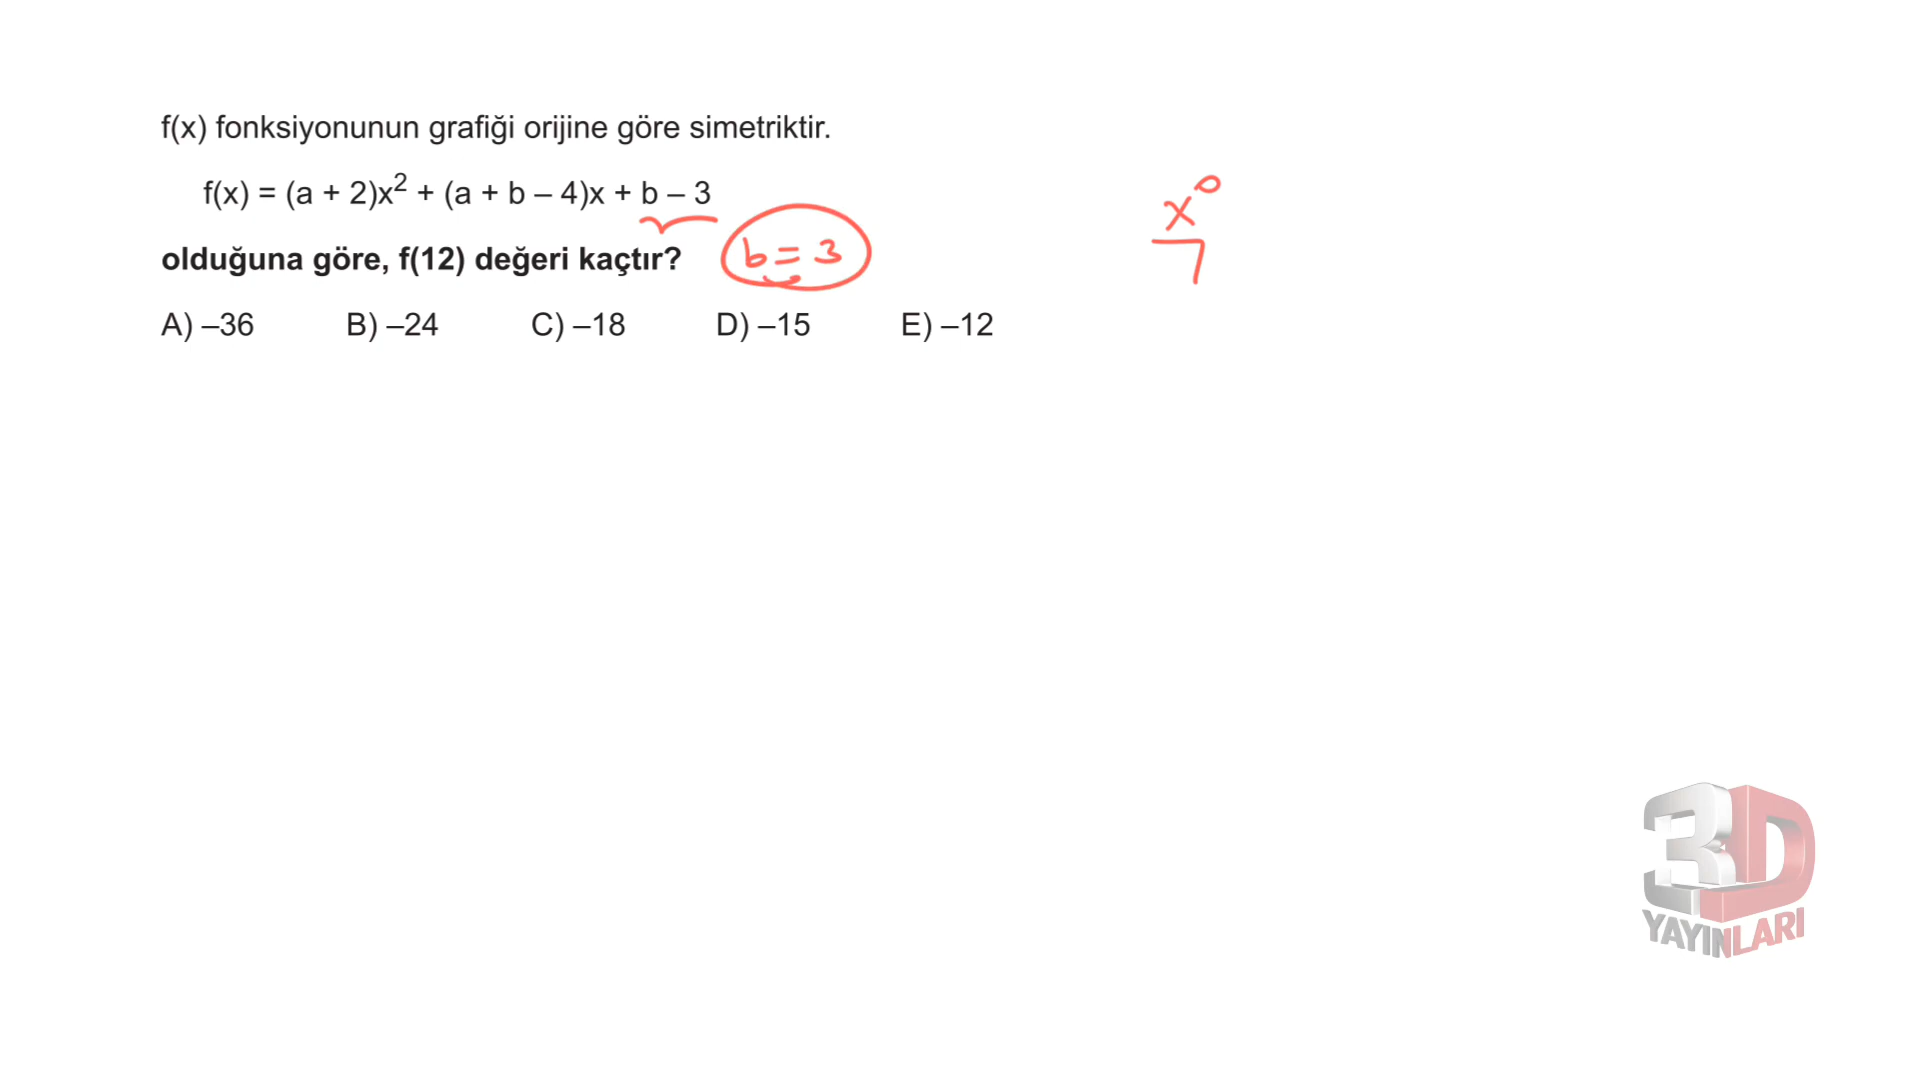 f(x) fonksiyonunun grafiği orijine göre simetriktir.
f(x) = (a + 2)x² + (a + b – 4)x + b – 3
olduğuna göre, f(12) değeri kaçtır?
b = 3
A) –36 B) –24 C) –18 D) –15 E) –12
x⁰
3D
YAYINLARI